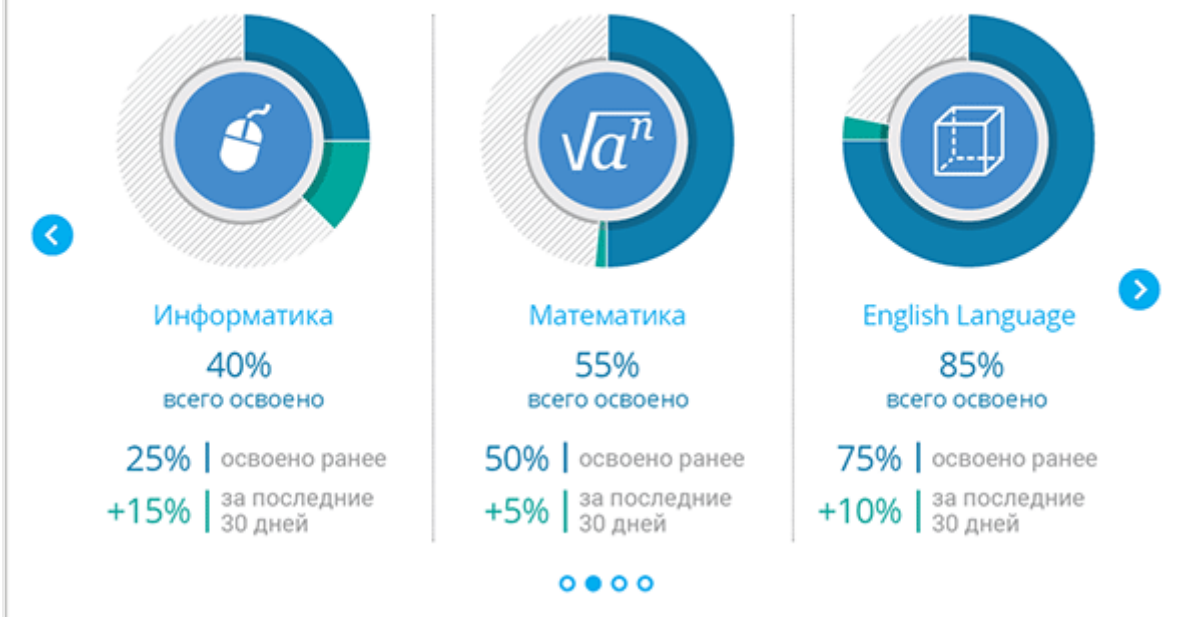 √aⁿ
Информатика
40%
всего освоено
25% освоено ранее
+15% за последние
30 дней
Математика
55%
всего освоено
50% освоено ранее
+5% за последние
30 дней
English Language
85%
всего освоено
75% освоено ранее
+10% за последние
30 дней